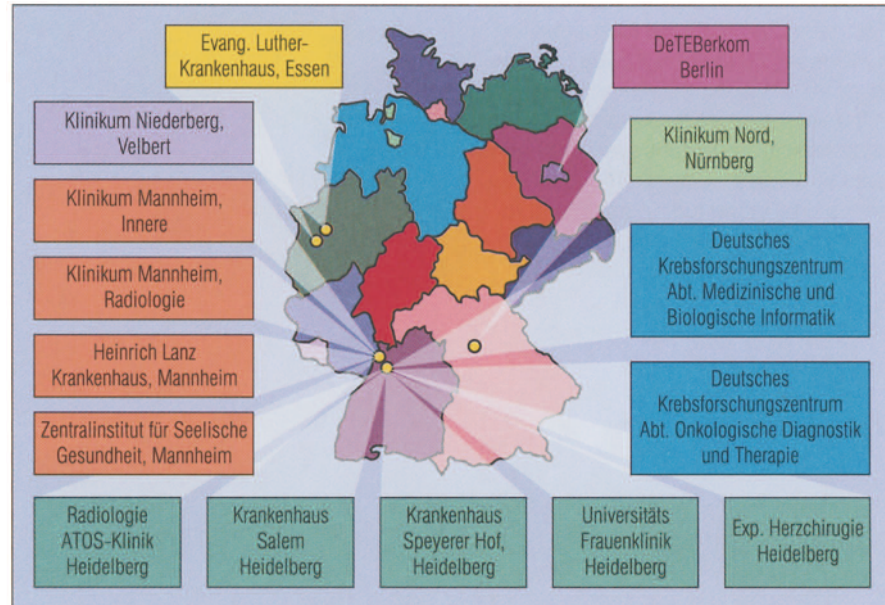 Evang. Luther-
Krankenhaus, Essen
DeTEBerkom
Berlin
Klinikum Niederberg,
Velbert
Klinikum Nord,
Nürnberg
Klinikum Mannheim,
Innere
Klinikum Mannheim,
Radiologie
Heinrich Lanz
Krankenhaus, Mannheim
Zentralinstitut für Seelische
Gesundheit, Mannheim
Deutsches
Krebsforschungszentrum
Abt. Medizinische und
Biologische Informatik
Deutsches
Krebsforschungszentrum
Abt. Onkologische Diagnostik
und Therapie
Radiologie
ATOS-Klinik
Heidelberg
Krankenhaus
Salem
Heidelberg
Krankenhaus
Speyerer Hof,
Heidelberg
Universitäts
Frauenklinik
Heidelberg
Exp. Herzchirugie
Heidelberg